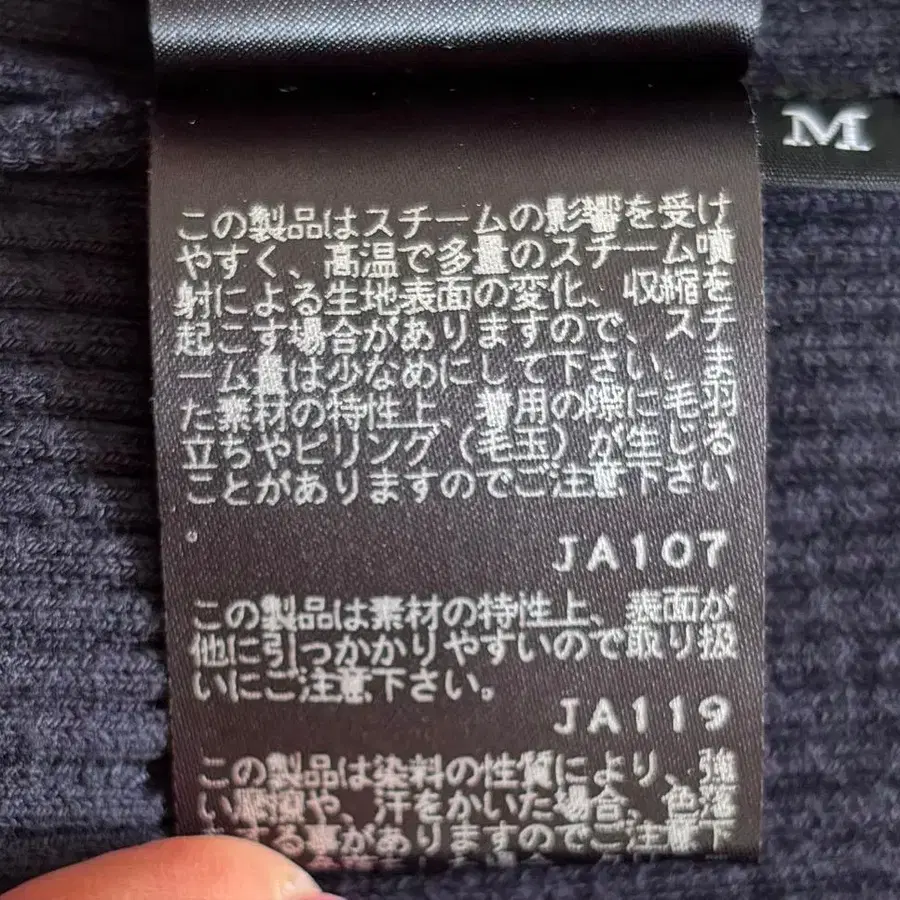 M
この製品はスチームの影響を受け
やすく、高温で多量のスチーム噴
射による生地表面の変化、収縮を
起こす場合がありますので、スチ
ーム量は少なめにして下さい。ま
た素材の特性上、着用の際に毛羽
立ちやピリング（毛玉）が生じる
ことがありますのでご注意下さい
。
JA107
この製品は素材の特性上、表面が
他に引っかかりやすいので取り扱
いにご注意下さい。
JA119
この製品は染料の性質により、強
い摩擦や、汗をかいた場合、色落
する事がありますのでご注意下